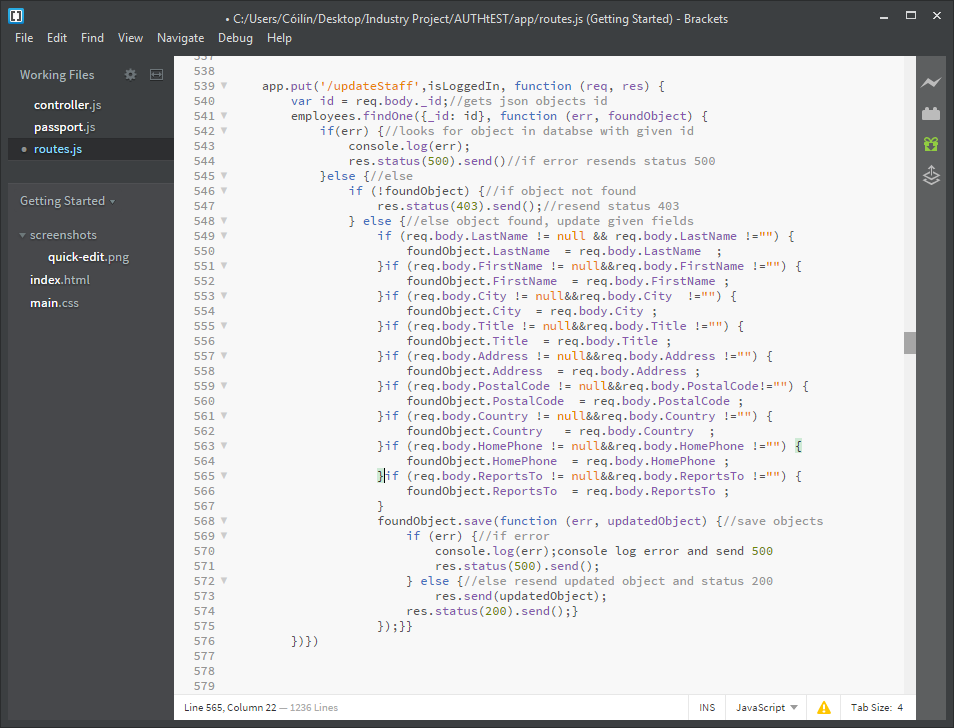 • C:/Users/Cóilín/Desktop/Industry Project/AUTHtEST/app/routes.js (Getting Started) - Brackets
File Edit Find View Navigate Debug Help
Working Files
controller.js
passport.js
• routes.js
Getting Started
screenshots
quick-edit.png
index.html
main.css
537
538
539 app.put('/updateStaff',isLoggedIn, function (req, res) {
540 var id = req.body._id;//gets json objects id
541 employees.findOne({_id: id}, function (err, foundObject) {
542 if(err) {//looks for object in databse with given id
543 console.log(err);
544 res.status(500).send()//if error resends status 500
545 }else {//else
546 if (!foundObject) {//if object not found
547 res.status(403).send();//resend status 403
548 } else {//else object found, update given fields
549 if (req.body.LastName != null && req.body.LastName !="") {
550 foundObject.LastName  = req.body.LastName  ;
551 }if (req.body.FirstName != null&&req.body.FirstName !="") {
552 foundObject.FirstName  = req.body.FirstName ;
553 }if (req.body.City != null&&req.body.City  !="") {
554 foundObject.City  = req.body.City ;
555 }if (req.body.Title != null&&req.body.Title !="") {
556 foundObject.Title  = req.body.Title ;
557 }if (req.body.Address != null&&req.body.Address !="") {
558 foundObject.Address  = req.body.Address ;
559 }if (req.body.PostalCode != null&&req.body.PostalCode!="") {
560 foundObject.PostalCode  = req.body.PostalCode ;
561 }if (req.body.Country != null&&req.body.Country !="") {
562 foundObject.Country   = req.body.Country  ;
563 }if (req.body.HomePhone != null&&req.body.HomePhone !="") {
564 foundObject.HomePhone  = req.body.HomePhone ;
565 }if (req.body.ReportsTo != null&&req.body.ReportsTo !="") {
566 foundObject.ReportsTo  = req.body.ReportsTo ;
567 }
568 foundObject.save(function (err, updatedObject) {//save objects
569 if (err) {//if error
570 console.log(err);console log error and send 500
571 res.status(500).send();
572 } else {//else resend updated object and status 200
573 res.send(updatedObject);
574 res.status(200).send();}
575 });}}
576 })})
577
578
579
Line 565, Column 22 — 1236 Lines INS JavaScript Tab Size: 4